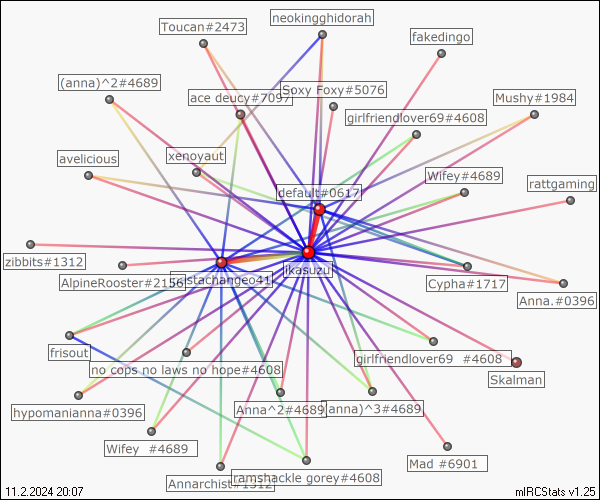 neokingghidorah
Toucan#2473
fakedingo
(anna)^2#4689
Soxy Foxy#5076
ace deucy#7097
Mushy#1984
girlfriendlover69#4608
avelicious
xenoyaut
Wifey#4689
rattgaming
default#0617
zibbits#1312
ikasuzu
AlpineRooster#2156
stachangeo41
Cypha#1717
Anna.#0396
frisout
girlfriendlover69 #4608
no cops no laws no hope#4608
Skalman
hypomanianna#0396
Anna^2#4689
(anna)^3#4689
Wifey #4689
Mad #6901
Annarchist#1312
ramshackle gorey#4608
11.2.2024 20:07
mIRCStats v1.25